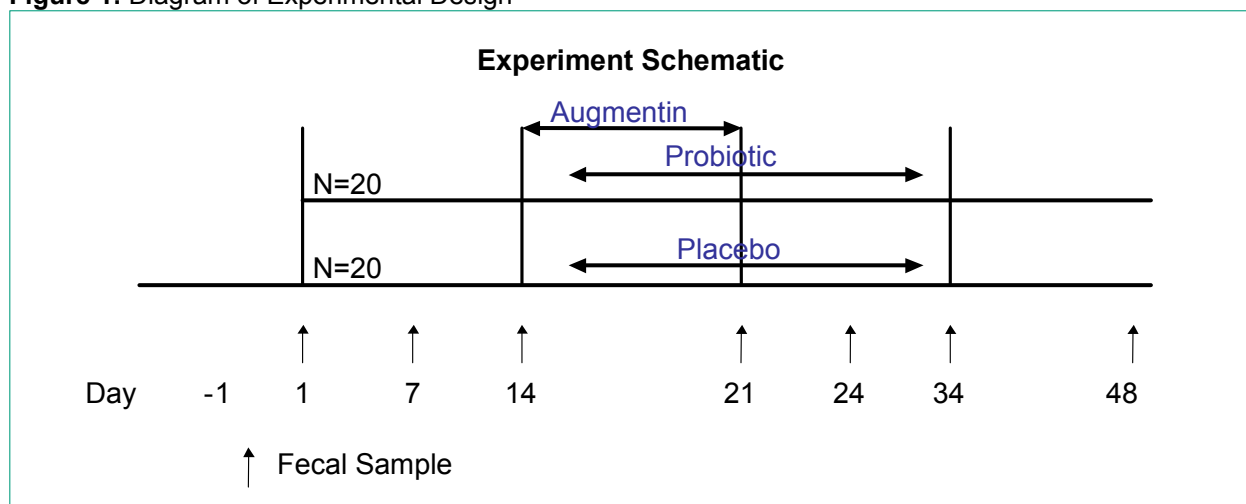 Figure 1. Diagram of Experimental Design
Experiment Schematic
Augmentin
Probiotic
N=20
Placebo
N=20
Day -1 1 7 14 21 24 34 48
Fecal Sample